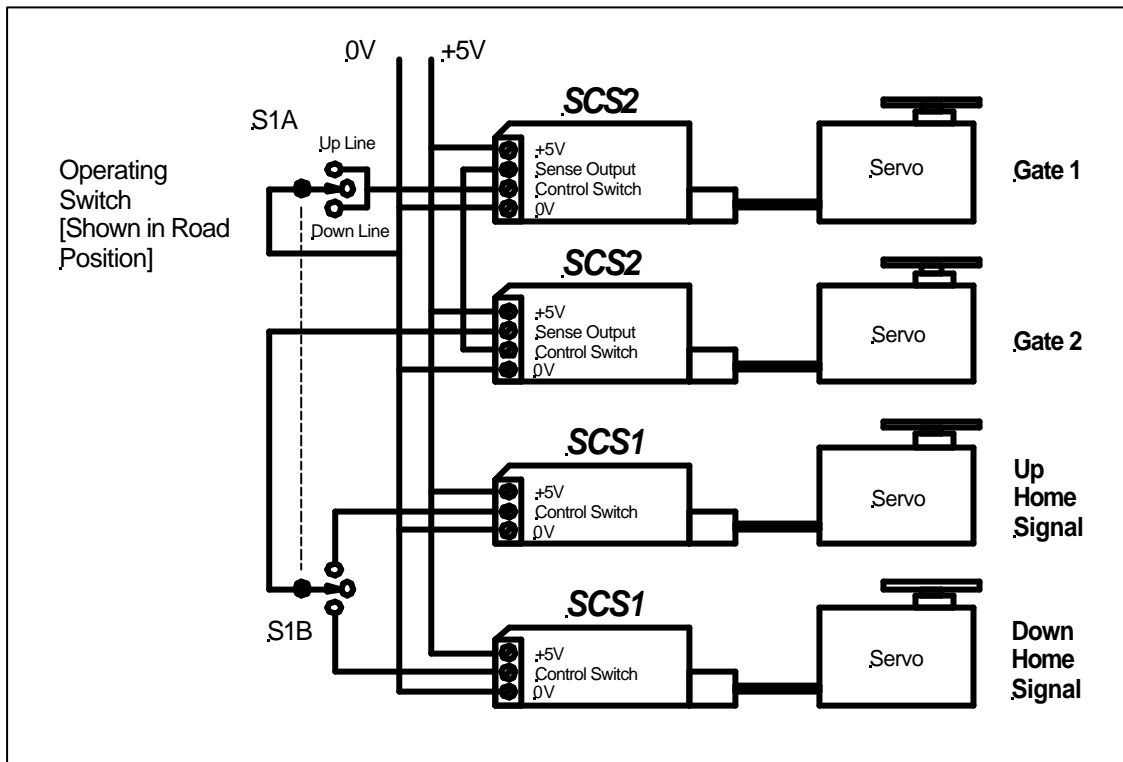 0V
+5V
S1A
Up Line
Down Line
Operating
Switch
[Shown in Road
Position]
SCS2
+5V
Sense Output
Control Switch
0V
Servo
Gate 1
SCS2
+5V
Sense Output
Control Switch
0V
Servo
Gate 2
SCS1
+5V
Control Switch
0V
Servo
Up
Home
Signal
S1B
SCS1
+5V
Control Switch
0V
Servo
Down
Home
Signal